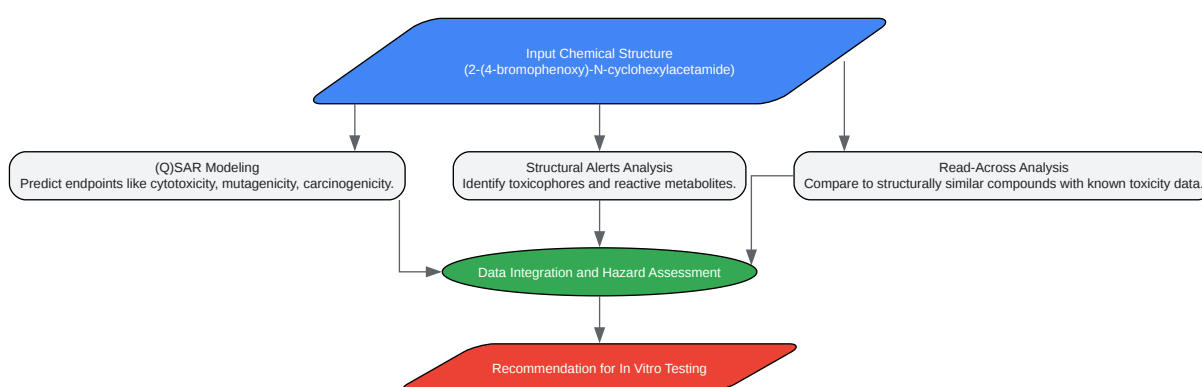 Input Chemical Structure
(2-(4-bromophenoxy)-N-cyclohexylacetamide)
(Q)SAR Modeling
Predict endpoints like cytotoxicity, mutagenicity, carcinogenicity.
Structural Alerts Analysis
Identify toxicophores and reactive metabolites.
Read-Across Analysis
Compare to structurally similar compounds with known toxicity data.
Data Integration and Hazard Assessment
Recommendation for In Vitro Testing